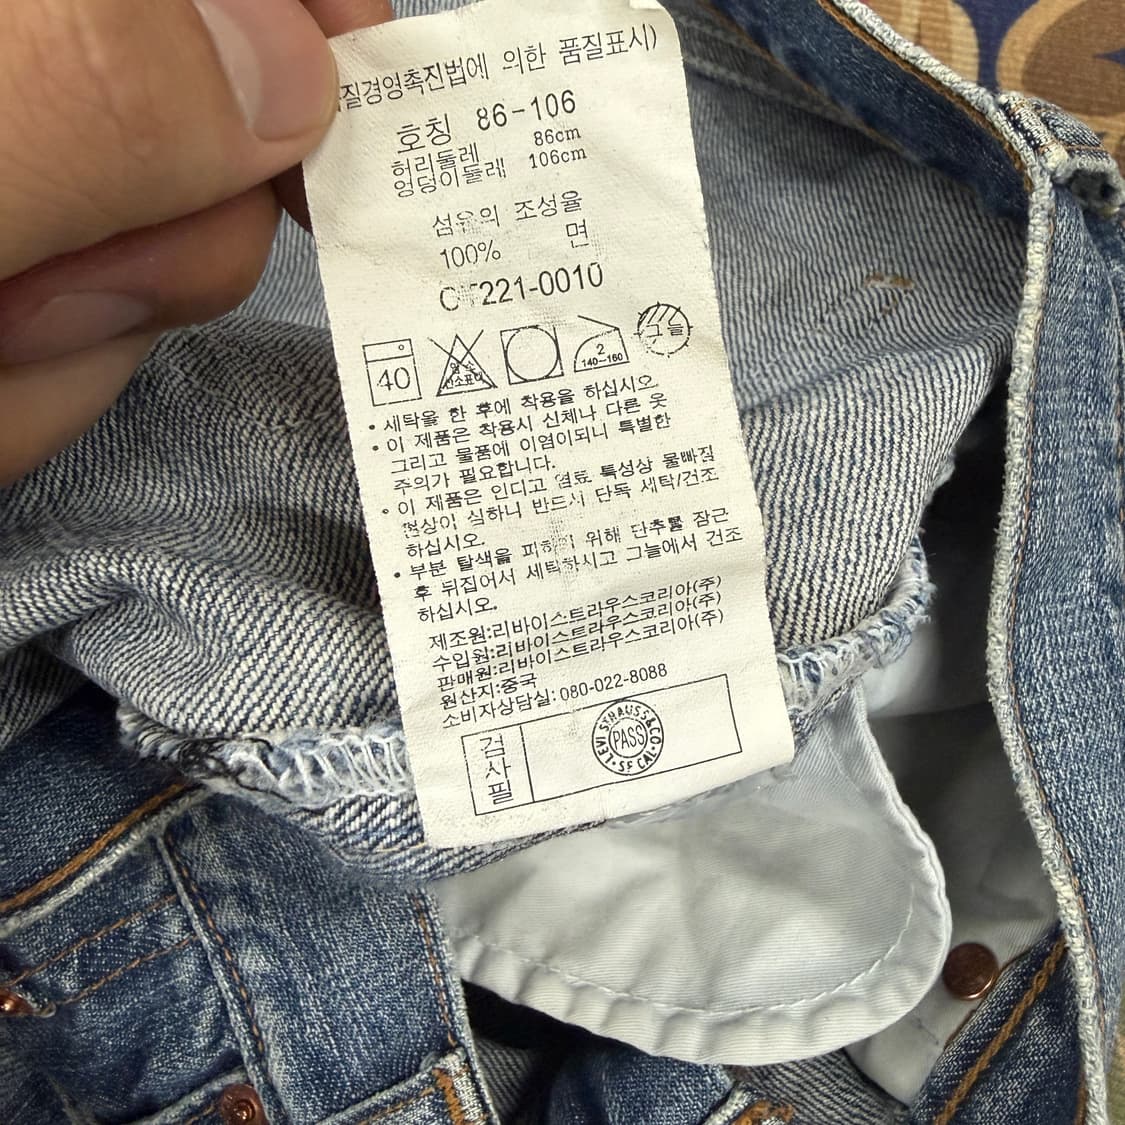 질경영촉진법에 의한 품질표시)
호칭 86-106
허리둘레 86cm
엉덩이둘레 106cm
섬유의 조성율
100% 면
221-0010
40
산소표백
2
140~160
그늘
• 세탁을 한 후에 착용을 하십시오.
• 이 제품은 착용시 신체나 다른 옷
그리고 물품에 이염이되니 특별한
주의가 필요합니다.
• 이 제품은 인디고 염료 특성상 물빠짐
현상이 심하니 반드시 단독 세탁/건조
하십시오.
• 부분 탈색을 피하기 위해 단추를 잠근
후 뒤집어서 세탁하시고 그늘에서 건조
하십시오.
제조원:리바이스트라우스코리아(주)
수입원:리바이스트라우스코리아(주)
판매원:리바이스트라우스코리아(주)
원산지:중국
소비자상담실: 080-022-8088
검사필
LEVI STRAUSS & CO. S F CAL.
PASS